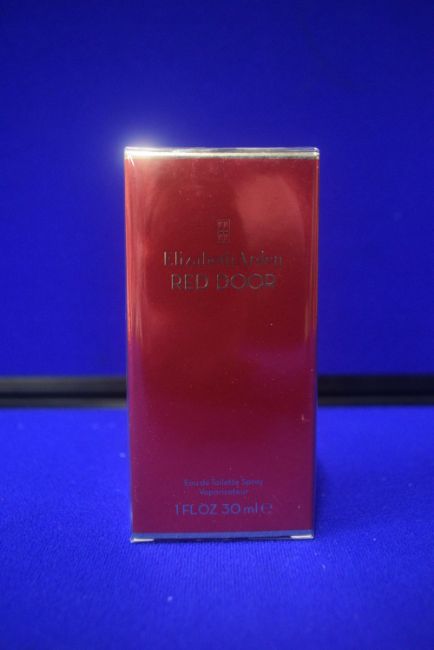 Elizabeth Arden
RED DOOR
Eau de Toilette Spray
Vaporisateur
1 FL OZ 30 ml e